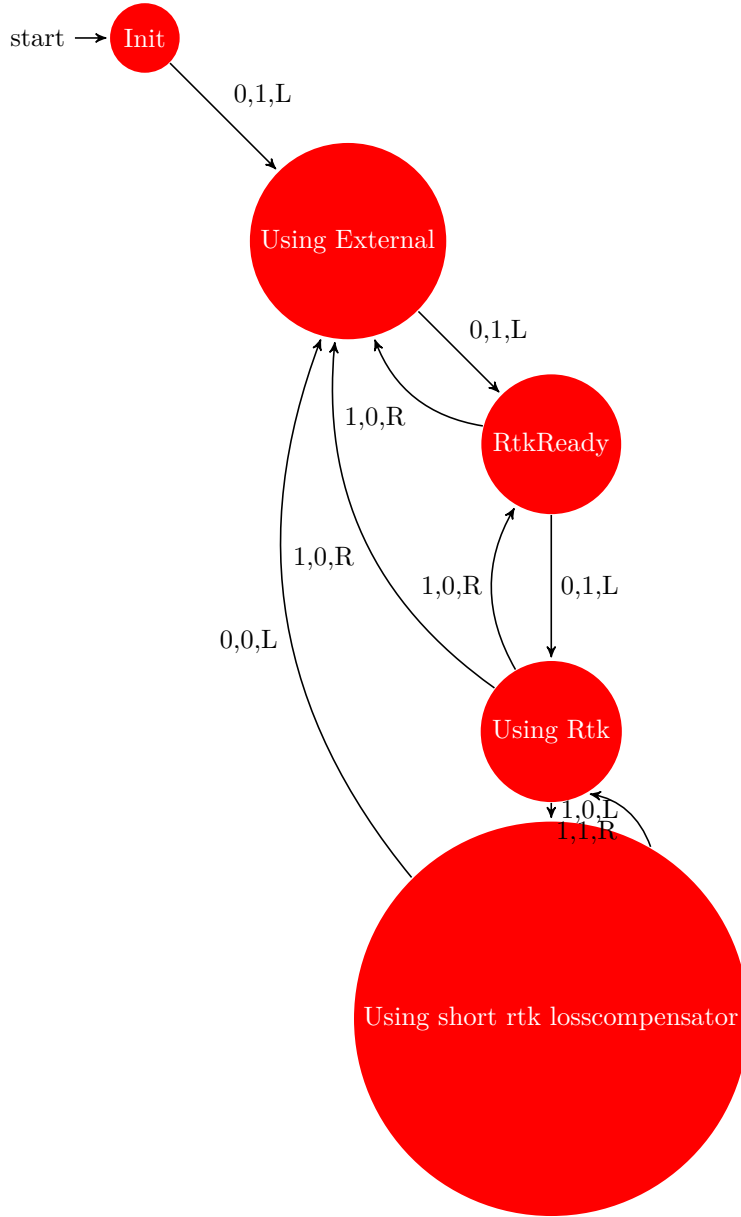 start
Init
0,1,L
Using External
0,1,L
1,0,R
RtkReady
1,0,R
1,0,R
0,1,L
0,0,L
Using Rtk
1,0,L
1,1,R
Using short rtk losscompensator